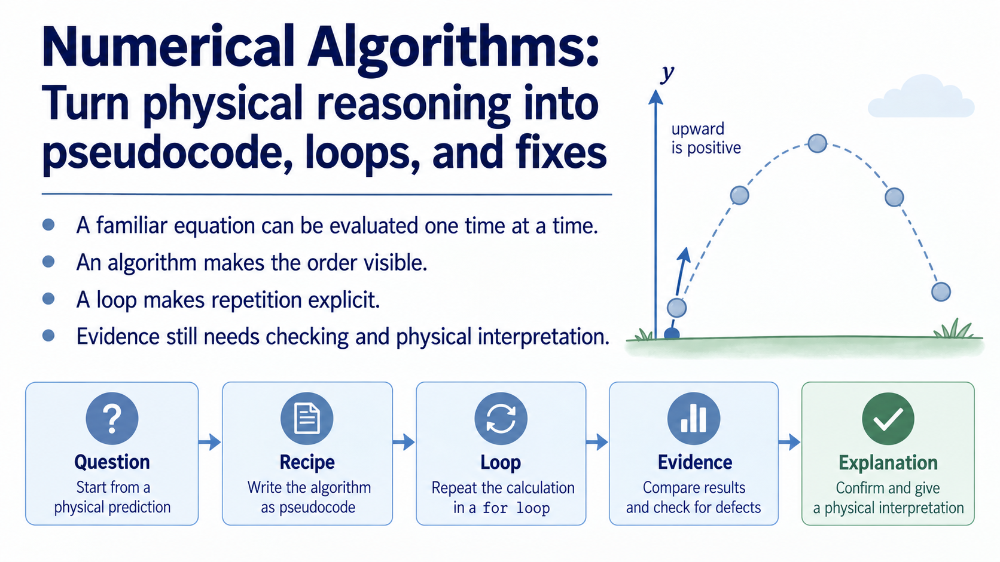 Numerical Algorithms:
Turn physical reasoning into
pseudocode, loops, and fixes
A familiar equation can be evaluated one time at a time.
An algorithm makes the order visible.
A loop makes repetition explicit.
Evidence still needs checking and physical interpretation.
y
upward
is positive
?
Question
Start from a
physical prediction
Recipe
Write the algorithm
as pseudocode
Loop
Repeat the calculation
in a for loop
Evidence
Compare results
and check for defects
Explanation
Confirm and give
a physical interpretation